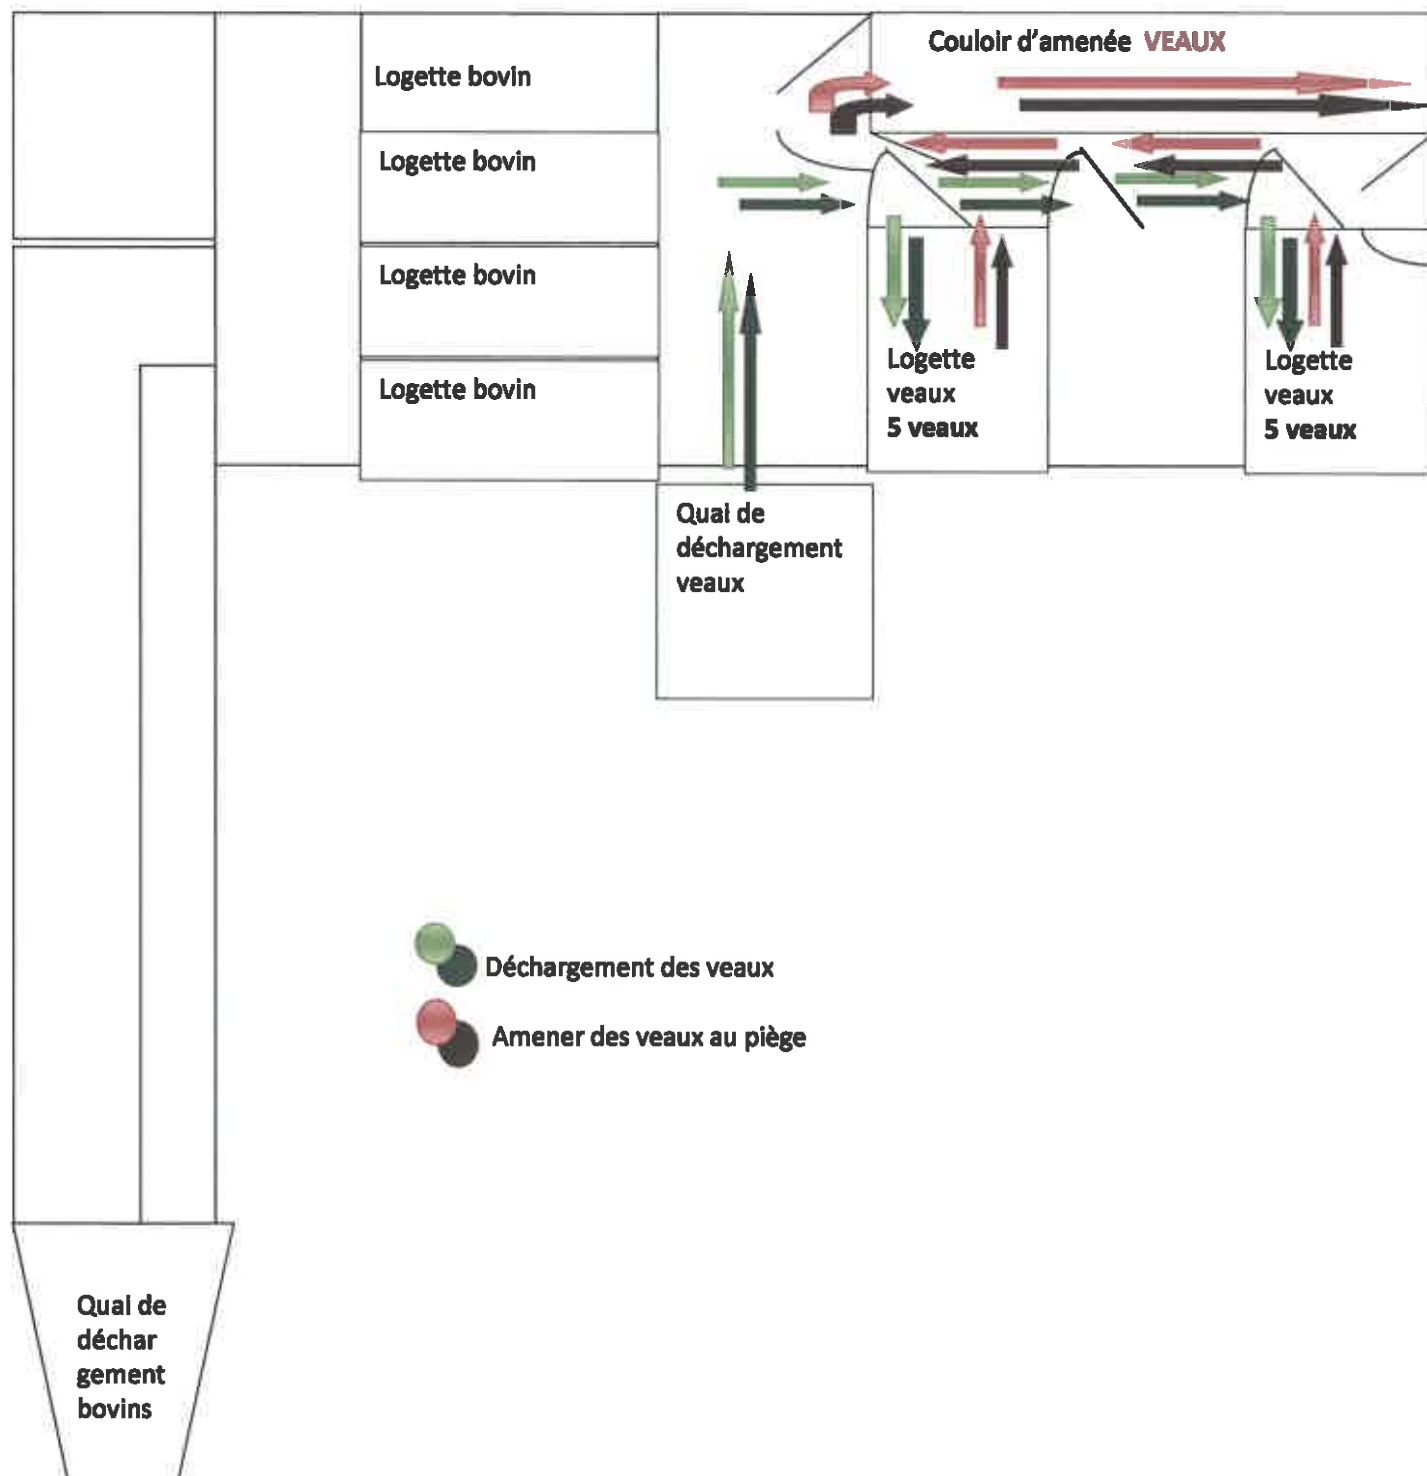 Couloir d'amenée VEAUX
Logette bovin
Logette bovin
Logette bovin
Logette bovin
Logette
veaux
5 veaux
Logette
veaux
5 veaux
Quai de
déchargement
veaux
Déchargement des veaux
Amener des veaux au piège
Quai de
déchar
gement
bovins